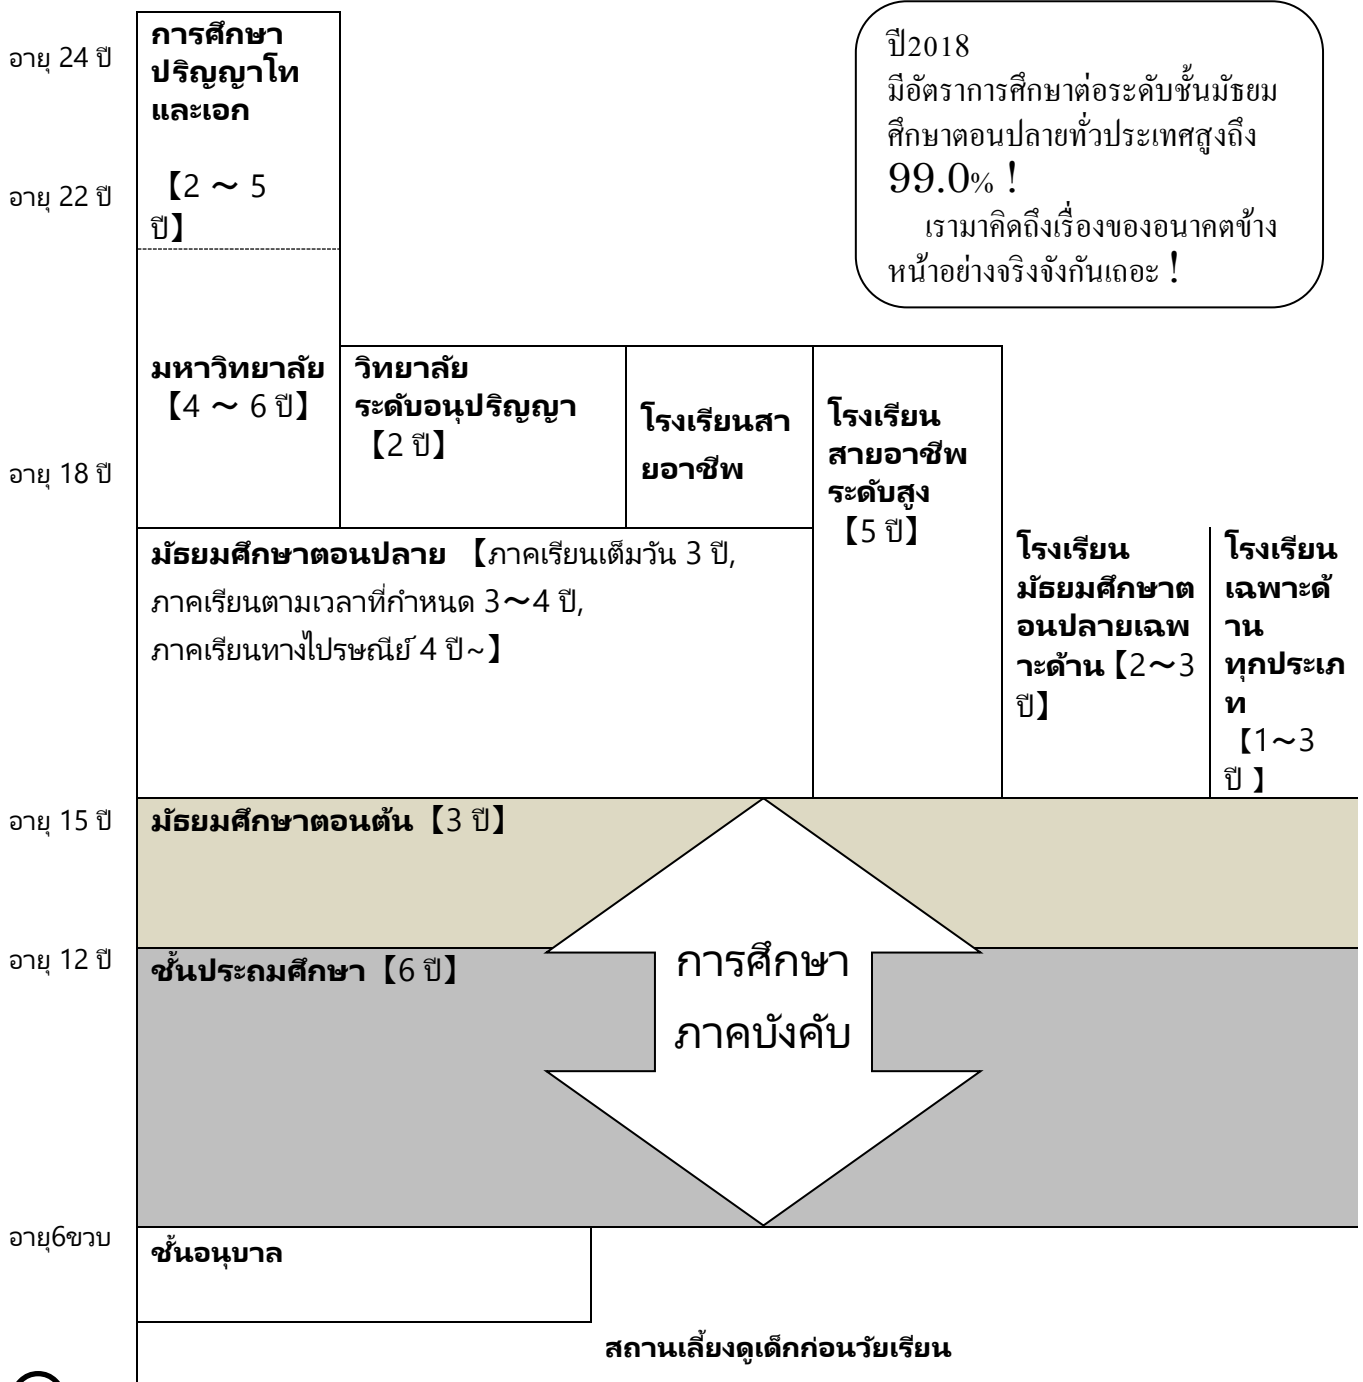 อายุ 24 ปี
การศึกษา
ปริญญาโท
และเอก
อายุ 22 ปี
【2 ～ 5
ปี】
ปี2018
มีอัตราการศึกษาต่อระดับชั้นมัธยม
ศึกษาตอนปลายทั่วประเทศสูงถึง
99.0% !
เรามาคิดถึงเรื่องของอนาคตข้าง
หน้าอย่างจริงจังกันเถอะ !
มหาวิทยาลัย
【4 ～ 6 ปี】
วิทยาลัย
ระดับอนุปริญญา
【2 ปี】
โรงเรียนสา
ยอาชีพ
โรงเรียน
สายอาชีพ
ระดับสูง
【5 ปี】
อายุ 18 ปี
มัธยมศึกษาตอนปลาย 【ภาคเรียนเต็มวัน 3 ปี,
ภาคเรียนตามเวลาที่กำหนด 3～4 ปี,
ภาคเรียนทางไปรษณีย์ 4 ปี~】
โรงเรียน
มัธยมศึกษาต
อนปลายเฉพ
าะด้าน【2～3
ปี】
โรงเรียน
เฉพาะด้
าน
ทุกประเภ
ท
【1～3
ปี 】
อายุ 15 ปี
มัธยมศึกษาตอนต้น【3 ปี】
อายุ 12 ปี
ชั้นประถมศึกษา【6 ปี】
การศึกษา
ภาคบังคับ
อายุ6ขวบ
ชั้นอนุบาล
สถานเลี้ยงดูเด็กก่อนวัยเรียน